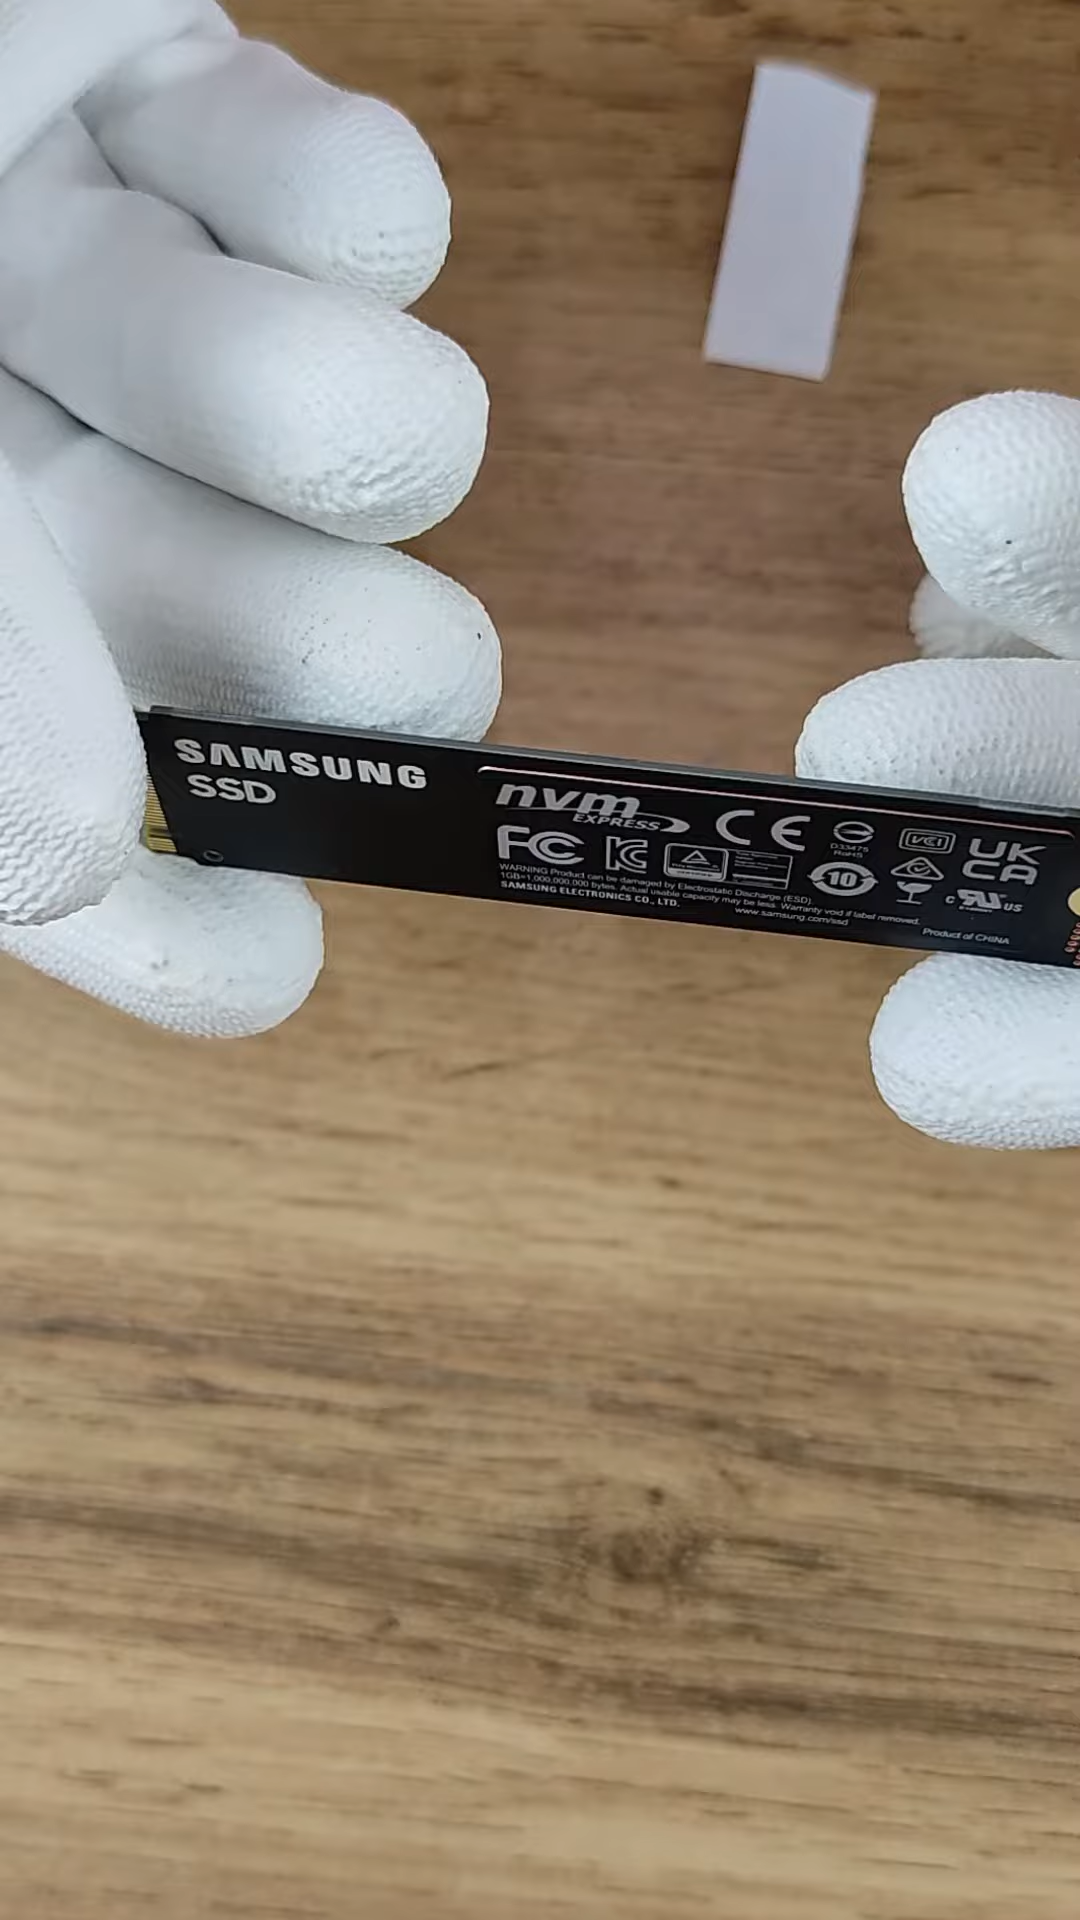 SAMSUNG
SSD
nvm
EXPRESS
CE
D33475
RoHS
VCI
UK
CA
FC
KC
10
c RU US
WARNING Product can be damaged by Electrostatic Discharge (ESD).
1GB=1,000,000,000 bytes. Actual usable capacity may be less. Warranty void if label removed.
SAMSUNG ELECTRONICS CO., LTD.
www.samsung.com/ssd
Product of CHINA